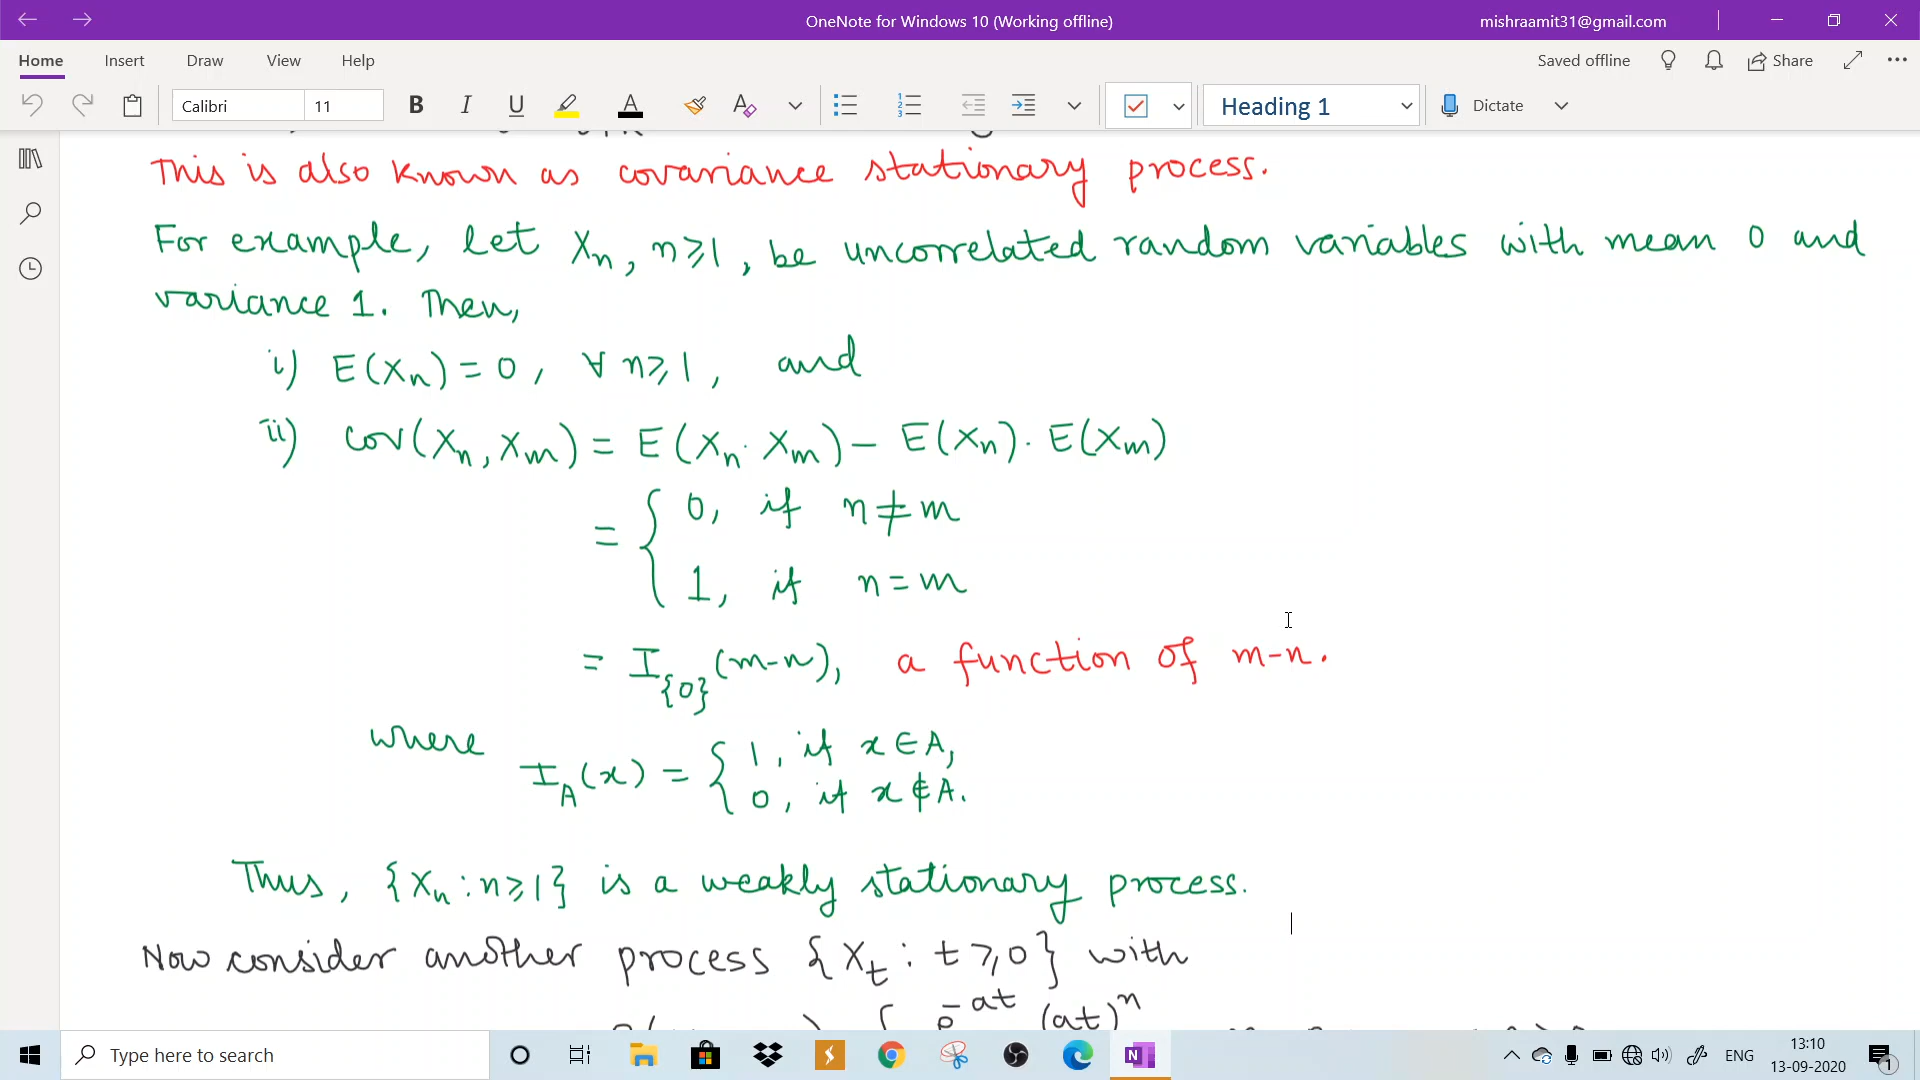 OneNote for Windows 10 (Working offline)
mishraamit31@gmail.com
Home Insert Draw View Help
Saved offline Share
Calibri 11 B I U A Heading 1 Dictate
This is also known as covariance stationary process.
For example, let Xn, n≥1, be uncorrelated random variables with mean 0 and
variance 1. Then,
i) E(Xn) = 0, ∀ n≥1, and
ii) cov(Xn, Xm) = E(Xn·Xm) − E(Xn)·E(Xm)
= { 0, if n≠m
1, if n=m
= I{0}(m-n), a function of m-n.
where
I_A(x) = { 1, if x∈A,
0, if x∉A.
Thus, {Xn : n≥1} is a weakly stationary process.
Now consider another process {Xt : t≥0} with
e^-at (at)^n
Type here to search
ENG
13:10
13-09-2020
1